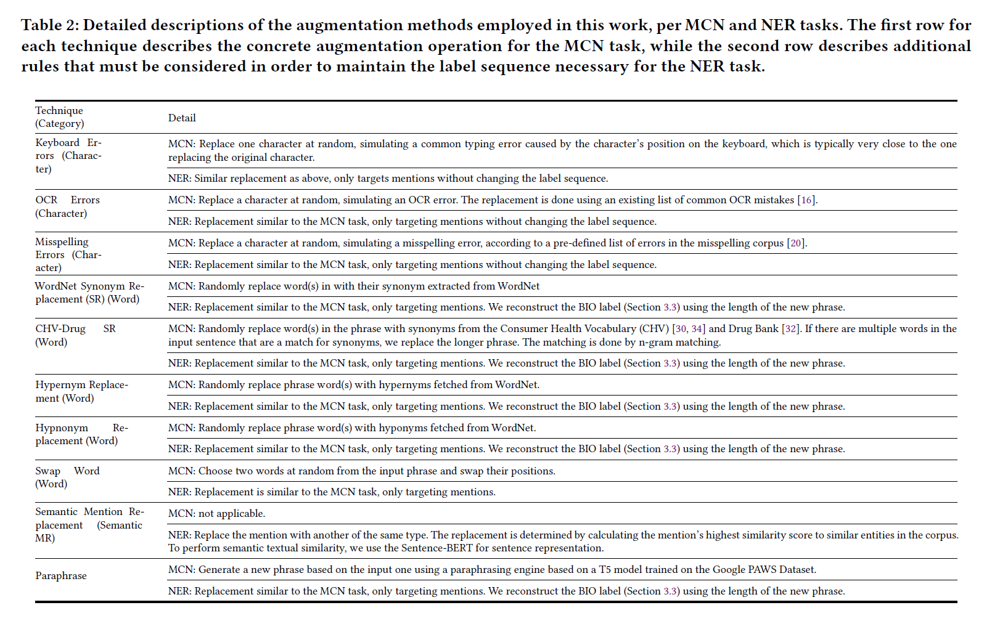 Table 2: Detailed descriptions of the augmentation methods employed in this work, per MCN and NER tasks. The first row for
each technique describes the concrete augmentation operation for the MCN task, while the second row describes additional
rules that must be considered in order to maintain the label sequence necessary for the NER task.
Technique
(Category)
Detail
Keyboard Er-
rors (Charac-
ter)
MCN: Replace one character at random, simulating a common typing error caused by the character's position on the keyboard, which is typically very close to the one
replacing the original character.
NER: Similar replacement as above, only targets mentions without changing the label sequence.
OCR Errors
(Character)
MCN: Replace a character at random, simulating an OCR error. The replacement is done using an existing list of common OCR mistakes [16].
NER: Replacement similar to the MCN task, only targeting mentions without changing the label sequence.
Misspelling
Errors (Char-
acter)
MCN: Replace a character at random, simulating a misspelling error, according to a pre-defined list of errors in the misspelling corpus [20].
NER: Replacement similar to the MCN task, only targeting mentions without changing the label sequence.
WordNet Synonym Re-
placement (SR) (Word)
MCN: Randomly replace word(s) in with their synonym extracted from WordNet
NER: Replacement similar to the MCN task, only targeting mentions. We reconstruct the BIO label (Section 3.3) using the length of the new phrase.
CHV-Drug SR
(Word)
MCN: Randomly replace word(s) in the phrase with synonyms from the Consumer Health Vocabulary (CHV) [30, 34] and Drug Bank [32]. If there are multiple words in the
input sentence that are a match for synonyms, we replace the longer phrase. The matching is done by n-gram matching.
NER: Replacement similar to the MCN task, only targeting mentions. We reconstruct the BIO label (Section 3.3) using the length of the new phrase.
Hypernym Replace-
ment (Word)
MCN: Randomly replace phrase word(s) with hypernyms fetched from WordNet.
NER: Replacement similar to the MCN task, only targeting mentions. We reconstruct the BIO label (Section 3.3) using the length of the new phrase.
Hypnonym Re-
placement (Word)
MCN: Randomly replace phrase word(s) with hyponyms fetched from WordNet.
NER: Replacement similar to the MCN task, only targeting mentions. We reconstruct the BIO label (Section 3.3) using the length of the new phrase.
Swap Word
(Word)
MCN: Choose two words at random from the input phrase and swap their positions.
NER: Replacement is similar to the MCN task, only targeting mentions.
Semantic Mention Re-
placement (Semantic
MR)
MCN: not applicable.
NER: Replace the mention with another of the same type. The replacement is determined by calculating the mention's highest similarity score to similar entities in the corpus.
To perform semantic textual similarity, we use the Sentence-BERT for sentence representation.
Paraphrase
MCN: Generate a new phrase based on the input one using a paraphrasing engine based on a T5 model trained on the Google PAWS Dataset.
NER: Replacement similar to the MCN task, only targeting mentions. We reconstruct the BIO label (Section 3.3) using the length of the new phrase.